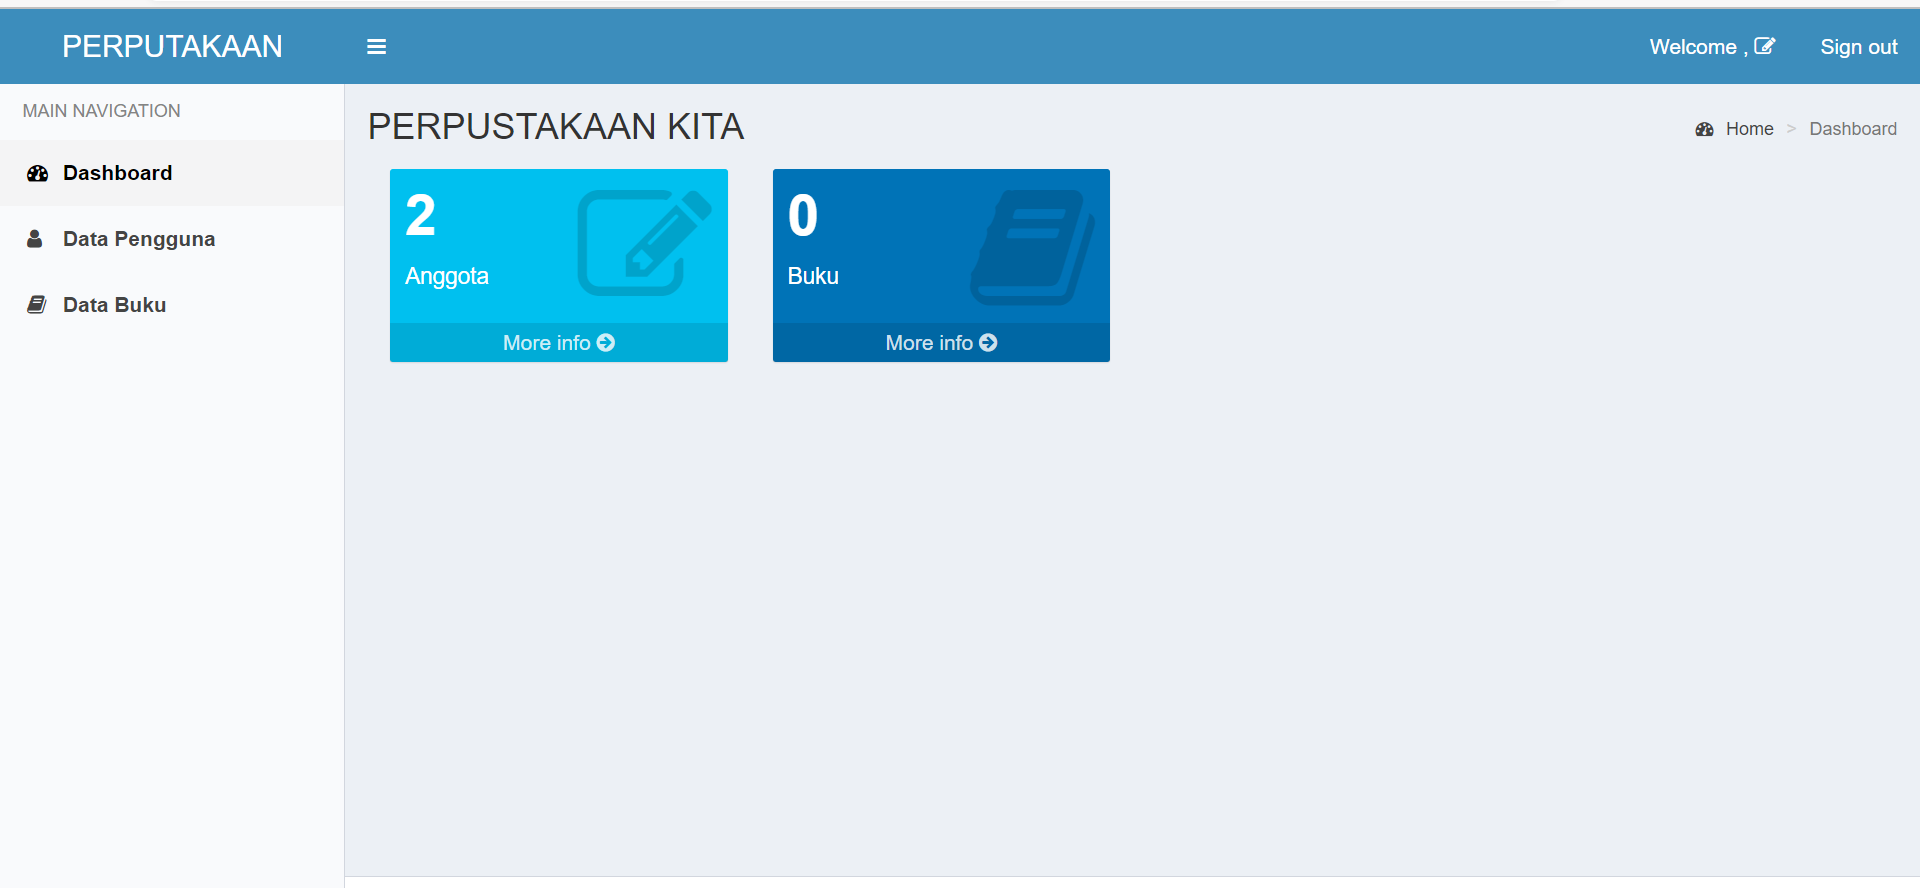 PERPUTAKAAN
Welcome ,
Sign out
MAIN NAVIGATION
Dashboard
Data Pengguna
Data Buku
PERPUSTAKAAN KITA
Home > Dashboard
2
Anggota
More info
0
Buku
More info